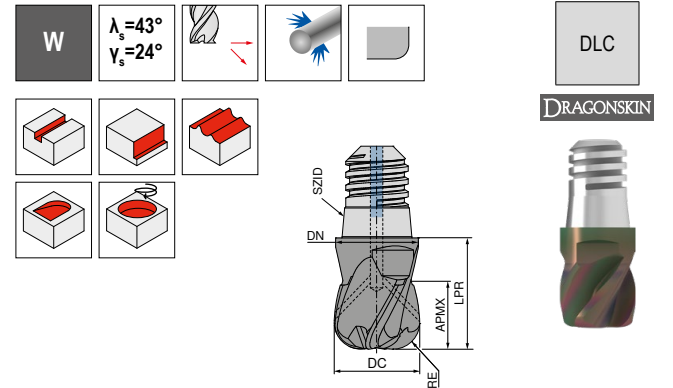 W
λs=43°
γs=24°
DLC
DRAGONSKIN
SZID
DN
LPR
APMX
DC
RE